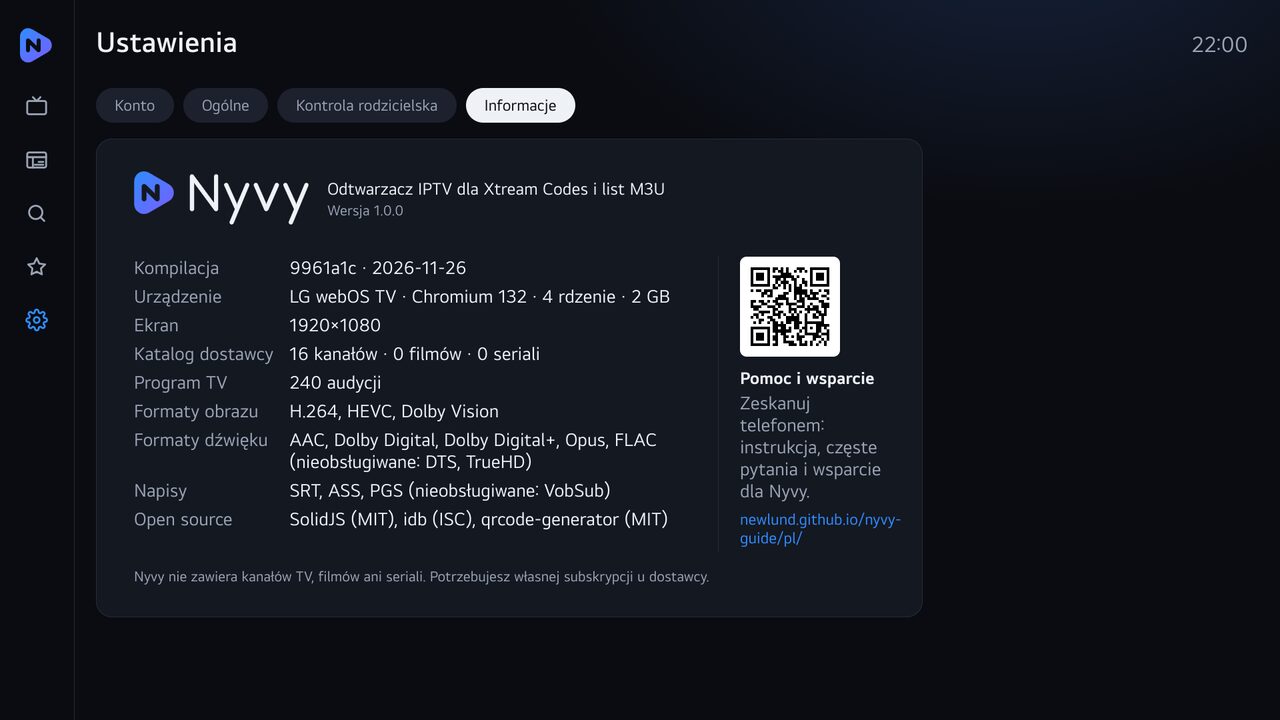 Ustawienia
22:00
Konto
Ogólne
Kontrola rodzicielska
Informacje
Nyvy
Odtwarzacz IPTV dla Xtream Codes i list M3U
Wersja 1.0.0
Kompilacja 9961a1c · 2026-11-26
Urządzenie LG webOS TV · Chromium 132 · 4 rdzenie · 2 GB
Ekran 1920×1080
Katalog dostawcy 16 kanałów · 0 filmów · 0 seriali
Program TV 240 audycji
Formaty obrazu H.264, HEVC, Dolby Vision
Formaty dźwięku AAC, Dolby Digital, Dolby Digital+, Opus, FLAC
(nieobsługiwane: DTS, TrueHD)
Napisy SRT, ASS, PGS (nieobsługiwane: VobSub)
Open source SolidJS (MIT), idb (ISC), qrcode-generator (MIT)
Pomoc i wsparcie
Zeskanuj
telefonem:
instrukcja, częste
pytania i wsparcie
dla Nyvy.
newlund.github.io/nyvy-
guide/pl/
Nyvy nie zawiera kanałów TV, filmów ani seriali. Potrzebujesz własnej subskrypcji u dostawcy.